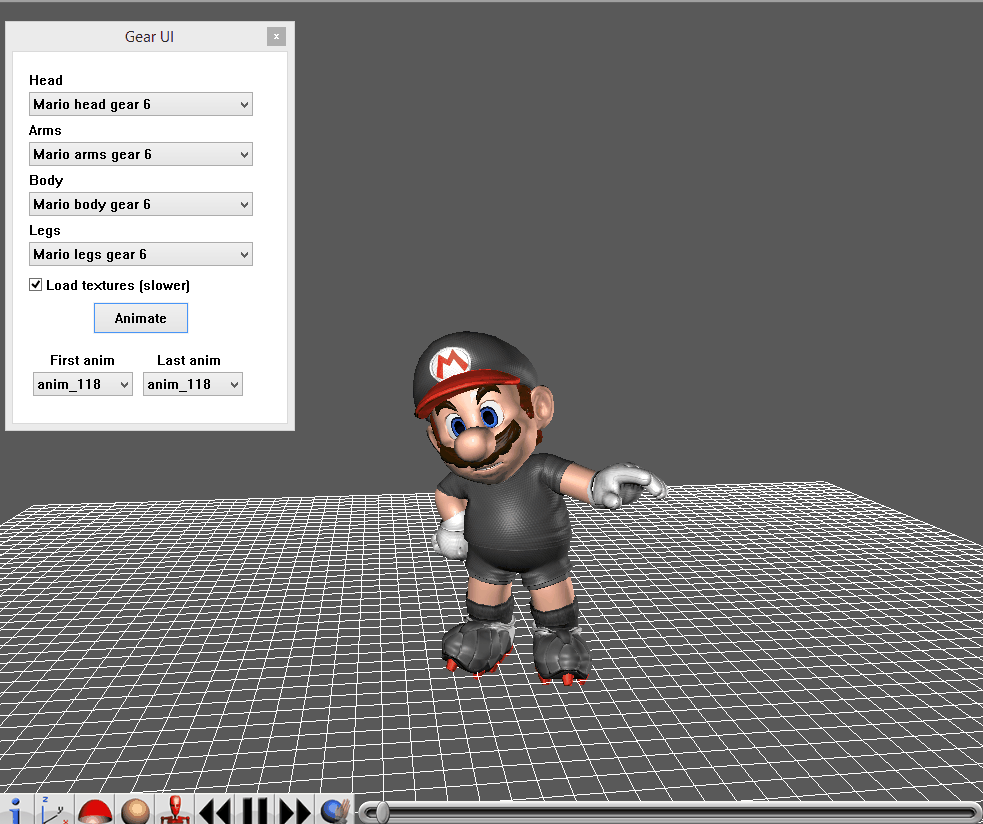 Gear UI
x
Head
Mario head gear 6
Arms
Mario arms gear 6
Body
Mario body gear 6
Legs
Mario legs gear 6
Load textures (slower)
Animate
First anim Last anim
anim_118 anim_118
M
i z y x